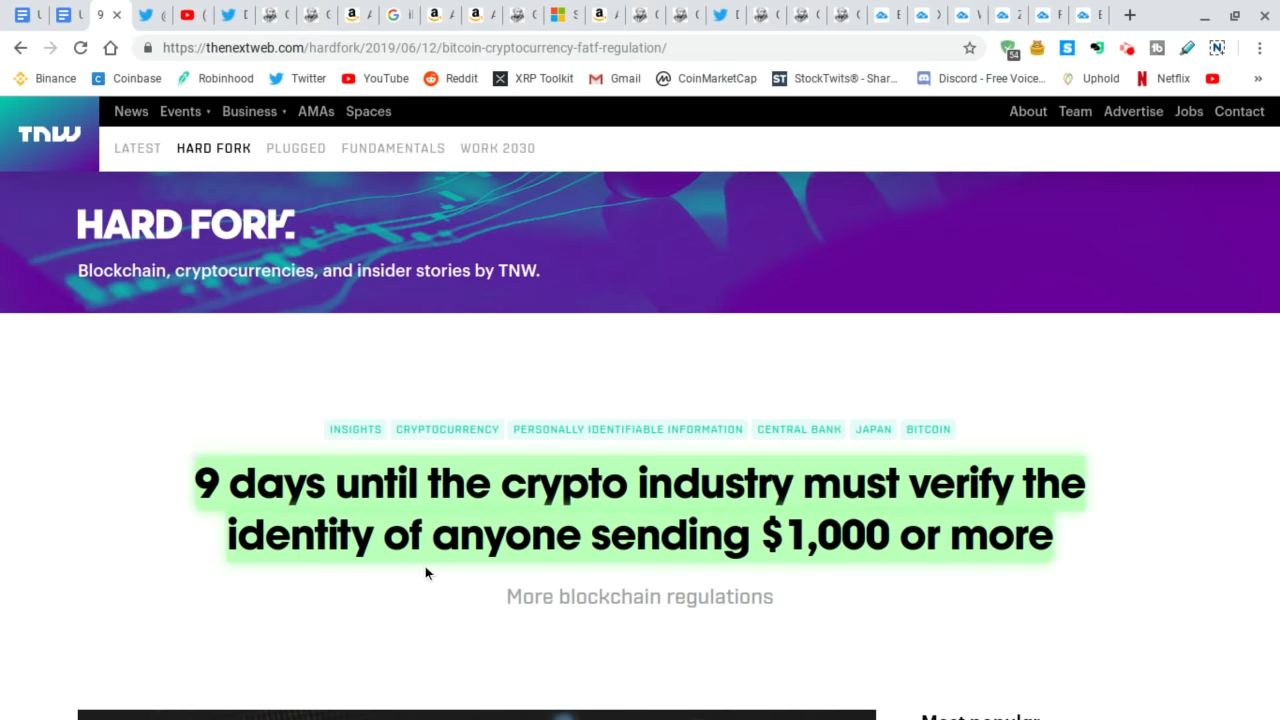 9
https://thenextweb.com/hardfork/2019/06/12/bitcoin-cryptocurrency-fatf-regulation/
54
Binance Coinbase Robinhood Twitter YouTube Reddit XRP Toolkit Gmail CoinMarketCap StockTwits® - Shar... Discord - Free Voice... Uphold Netflix »
TNW
News Events Business AMAs Spaces About Team Advertise Jobs Contact
LATEST HARD FORK PLUGGED FUNDAMENTALS WORK 2030
HARD FORK.
Blockchain, cryptocurrencies, and insider stories by TNW.
INSIGHTS CRYPTOCURRENCY PERSONALLY IDENTIFIABLE INFORMATION CENTRAL BANK JAPAN BITCOIN
9 days until the crypto industry must verify the
identity of anyone sending $1,000 or more
More blockchain regulations
Most popular